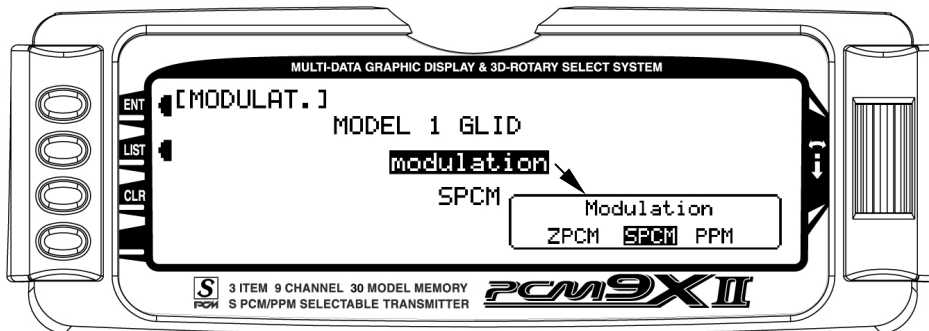 MULTI-DATA GRAPHIC DISPLAY & 3D-ROTARY SELECT SYSTEM
ENT
[MODULAT.]
MODEL 1 GLID
LIST
modulation
CLR
SPCM
Modulation
ZPCM SPCM PPM
S PCM
3 ITEM 9 CHANNEL 30 MODEL MEMORY
S PCM/PPM SELECTABLE TRANSMITTER
PCM9XII